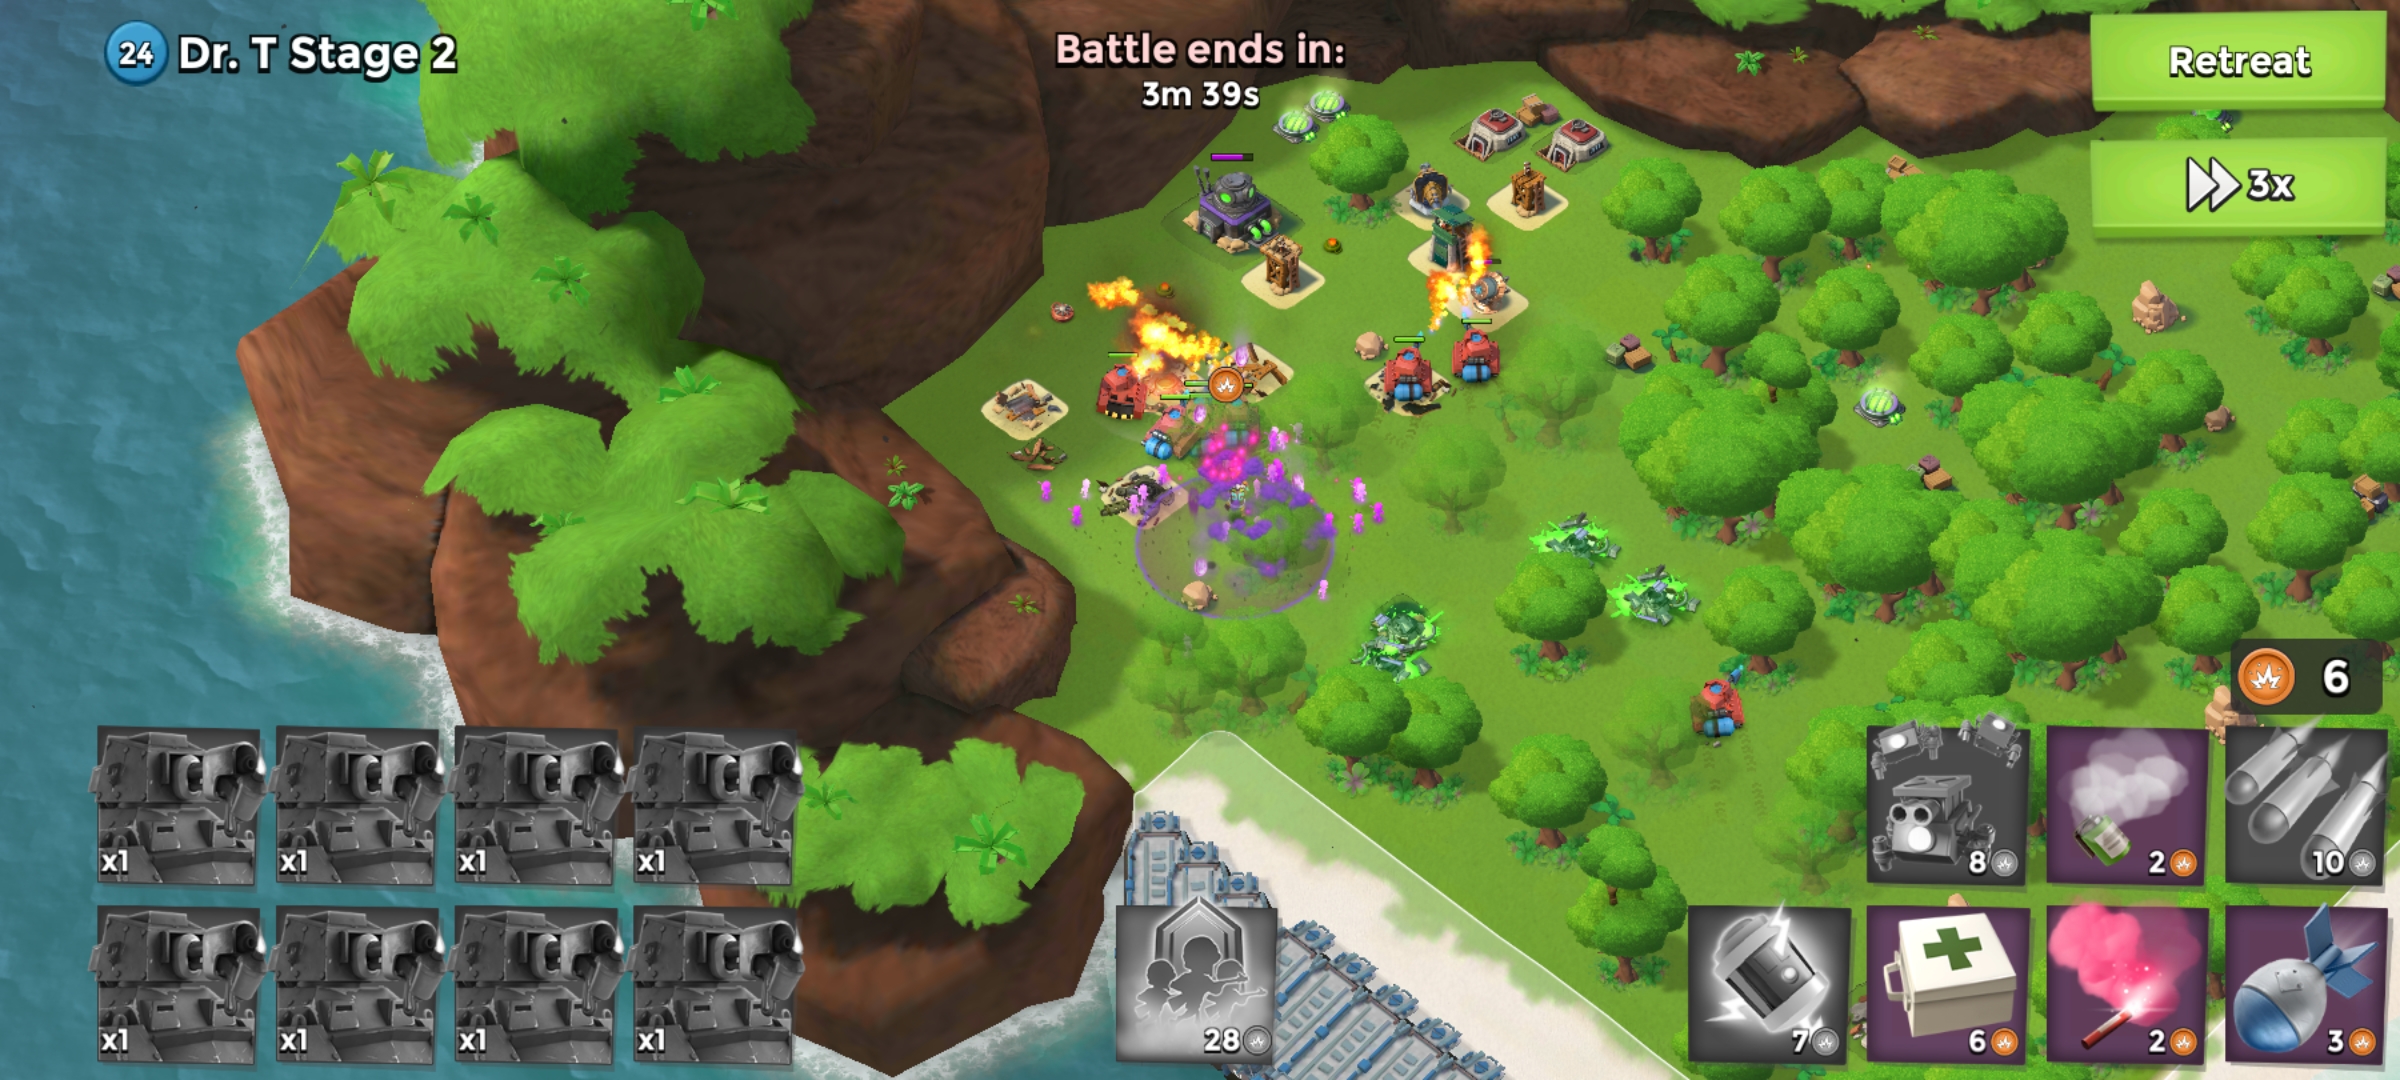 24 Dr. T Stage 2
Battle ends in:
3m 39s
Retreat
3x
6
8
2
10
x1
x1
x1
x1
x1
x1
x1
x1
28
7
6
2
3